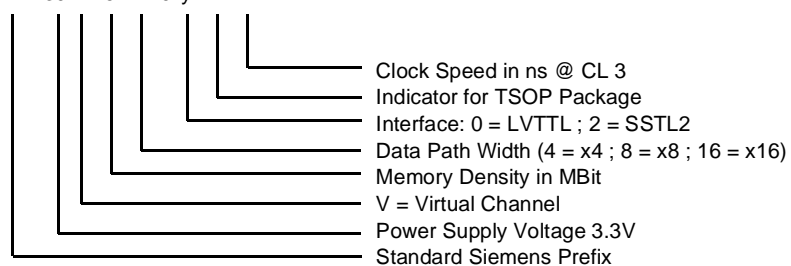 Clock Speed in ns @ CL 3
Indicator for TSOP Package
Interface: 0 = LVTTL ; 2 = SSTL2
Data Path Width (4 = x4 ; 8 = x8 ; 16 = x16)
Memory Density in MBit
V = Virtual Channel
Power Supply Voltage 3.3V
Standard Siemens Prefix